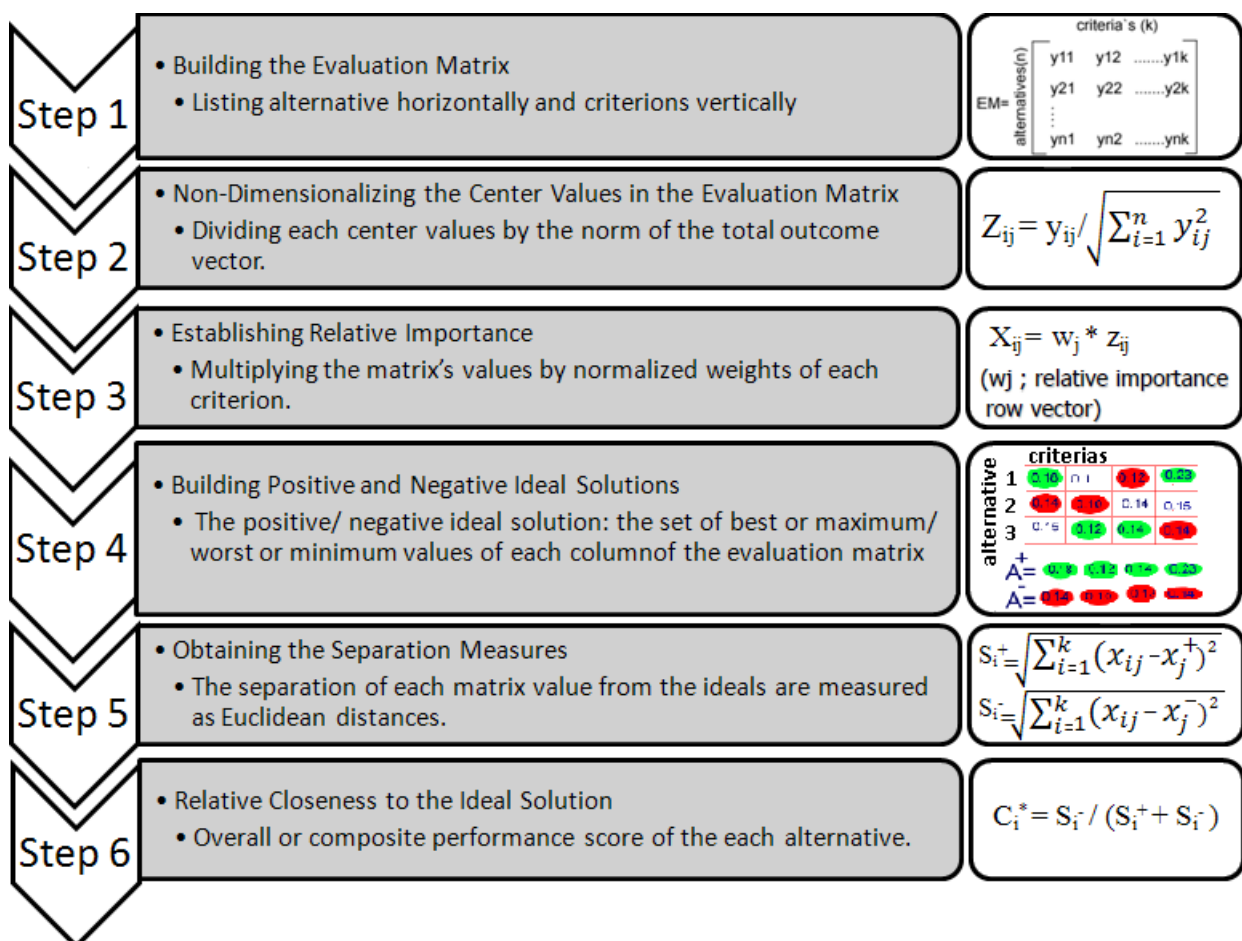 Step 1
• Building the Evaluation Matrix
• Listing alternative horizontally and criterions vertically
criteria`s (k)
EM=
alternatives(n)
y11 y12 .......y1k
y21 y22 .......y2k
⋮
yn1 yn2 .......ynk
Step 2
• Non-Dimensionalizing the Center Values in the Evaluation Matrix
• Dividing each center values by the norm of the total outcome
vector.
Zij= yij/√∑ⁿi=1 y²ij
Step 3
• Establishing Relative Importance
• Multiplying the matrix’s values by normalized weights of each
criterion.
Xij= wj * zij
(wj ; relative importance
row vector)
Step 4
• Building Positive and Negative Ideal Solutions
• The positive/ negative ideal solution: the set of best or maximum/
worst or minimum values of each columnof the evaluation matrix
criterias
alternative
1 0.12 0.23
2 0.14 0.10 0.14 0.15
3 0.15 0.12 0.14 0.14
A+= 0.12 0.14 0.23
A-= 0.14 0.10
Step 5
• Obtaining the Separation Measures
• The separation of each matrix value from the ideals are measured
as Euclidean distances.
Si+=√∑ᵏi=1(xij-xj+)²
Si-=√∑ᵏi=1(xij-xj-)²
Step 6
• Relative Closeness to the Ideal Solution
• Overall or composite performance score of the each alternative.
Ci*= Si-/ (Si++ Si-)